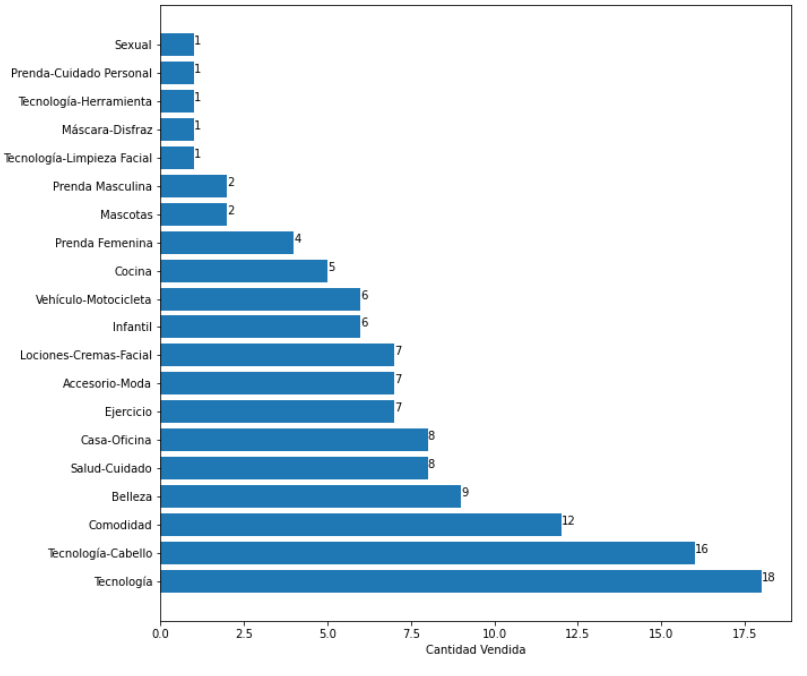 Sexual 1
Prenda-Cuidado Personal 1
Tecnología-Herramienta 1
Máscara-Disfraz 1
Tecnología-Limpieza Facial 1
Prenda Masculina 2
Mascotas 2
Prenda Femenina 4
Cocina 5
Vehículo-Motocicleta 6
Infantil 6
Lociones-Cremas-Facial 7
Accesorio-Moda 7
Ejercicio 7
Casa-Oficina 8
Salud-Cuidado 8
Belleza 9
Comodidad 12
Tecnología-Cabello 16
Tecnología 18
0.0 2.5 5.0 7.5 10.0 12.5 15.0 17.5
Cantidad Vendida